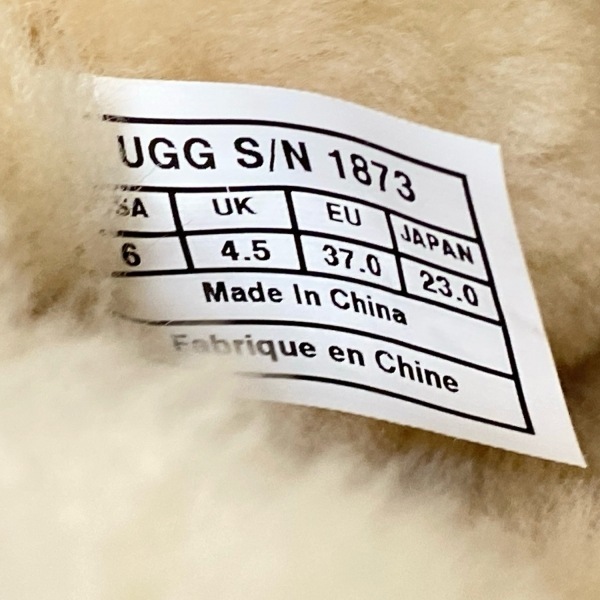 UGG S/N 1873
SA UK EU JAPAN
6 4.5 37.0 23.0
Made In China
Fabrique en Chine